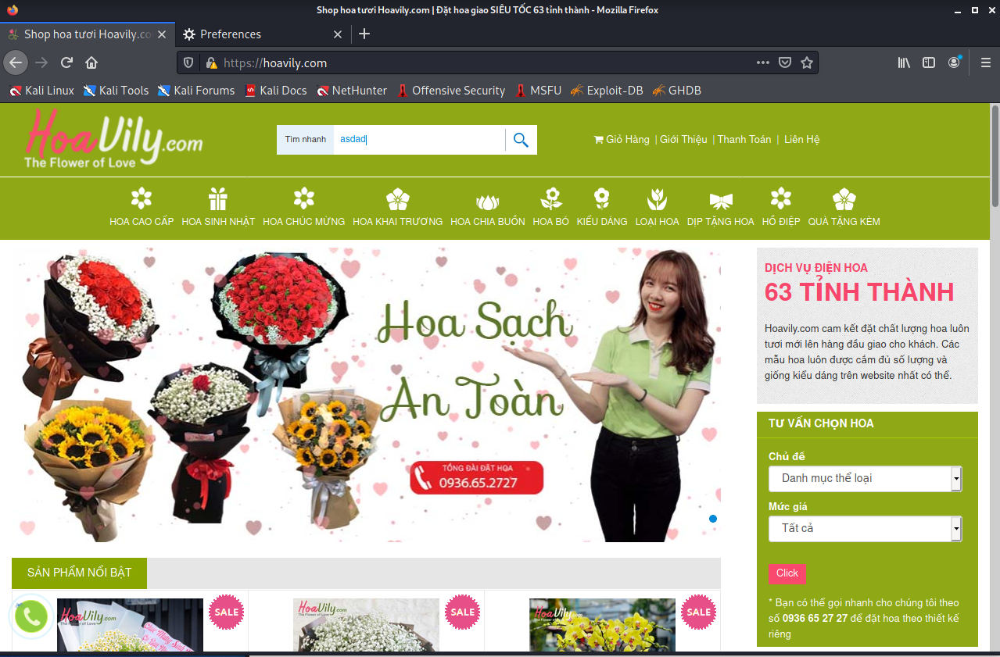 Shop hoa tươi Hoavily.com | Đặt hoa giao SIÊU TỐC 63 tỉnh thành - Mozilla Firefox
Shop hoa tươi Hoavily.co
Preferences
https://hoavily.com
Kali Linux
Kali Tools
Kali Forums
Kali Docs
NetHunter
Offensive Security
MSFU
Exploit-DB
GHDB
HoaVily.com
The Flower of Love
Tìm nhanh
asdad
Giỏ Hàng | Giới Thiệu | Thanh Toán | Liên Hệ
HOA CAO CẤP
HOA SINH NHẬT
HOA CHÚC MỪNG
HOA KHAI TRƯƠNG
HOA CHIA BUỒN
HOA BÓ
KIỂU DÁNG
LOẠI HOA
DỊP TẶNG HOA
HỒ ĐIỆP
QUÀ TẶNG KÈM
Hoa Sạch
An Toàn
TỔNG ĐÀI ĐẶT HOA
0936.65.2727
DỊCH VỤ ĐIỆN HOA
63 TỈNH THÀNH
Hoavily.com cam kết đặt chất lượng hoa luôn
tươi mới lên hàng đầu giao cho khách. Các
mẫu hoa luôn được cắm đủ số lượng và
giống kiểu dáng trên website nhất có thể.
TƯ VẤN CHỌN HOA
Chủ đề
Danh mục thể loại
Mức giá
Tất cả
Click
* Bạn có thể gọi nhanh cho chúng tôi theo
số 0936 65 27 27 để đặt hoa theo thiết kế
riêng
SẢN PHẨM NỔI BẬT
HoaVily.com
The Flower of Love
SALE
HoaVily.com
The Flower of Love
SALE
HoaVily.com
SALE